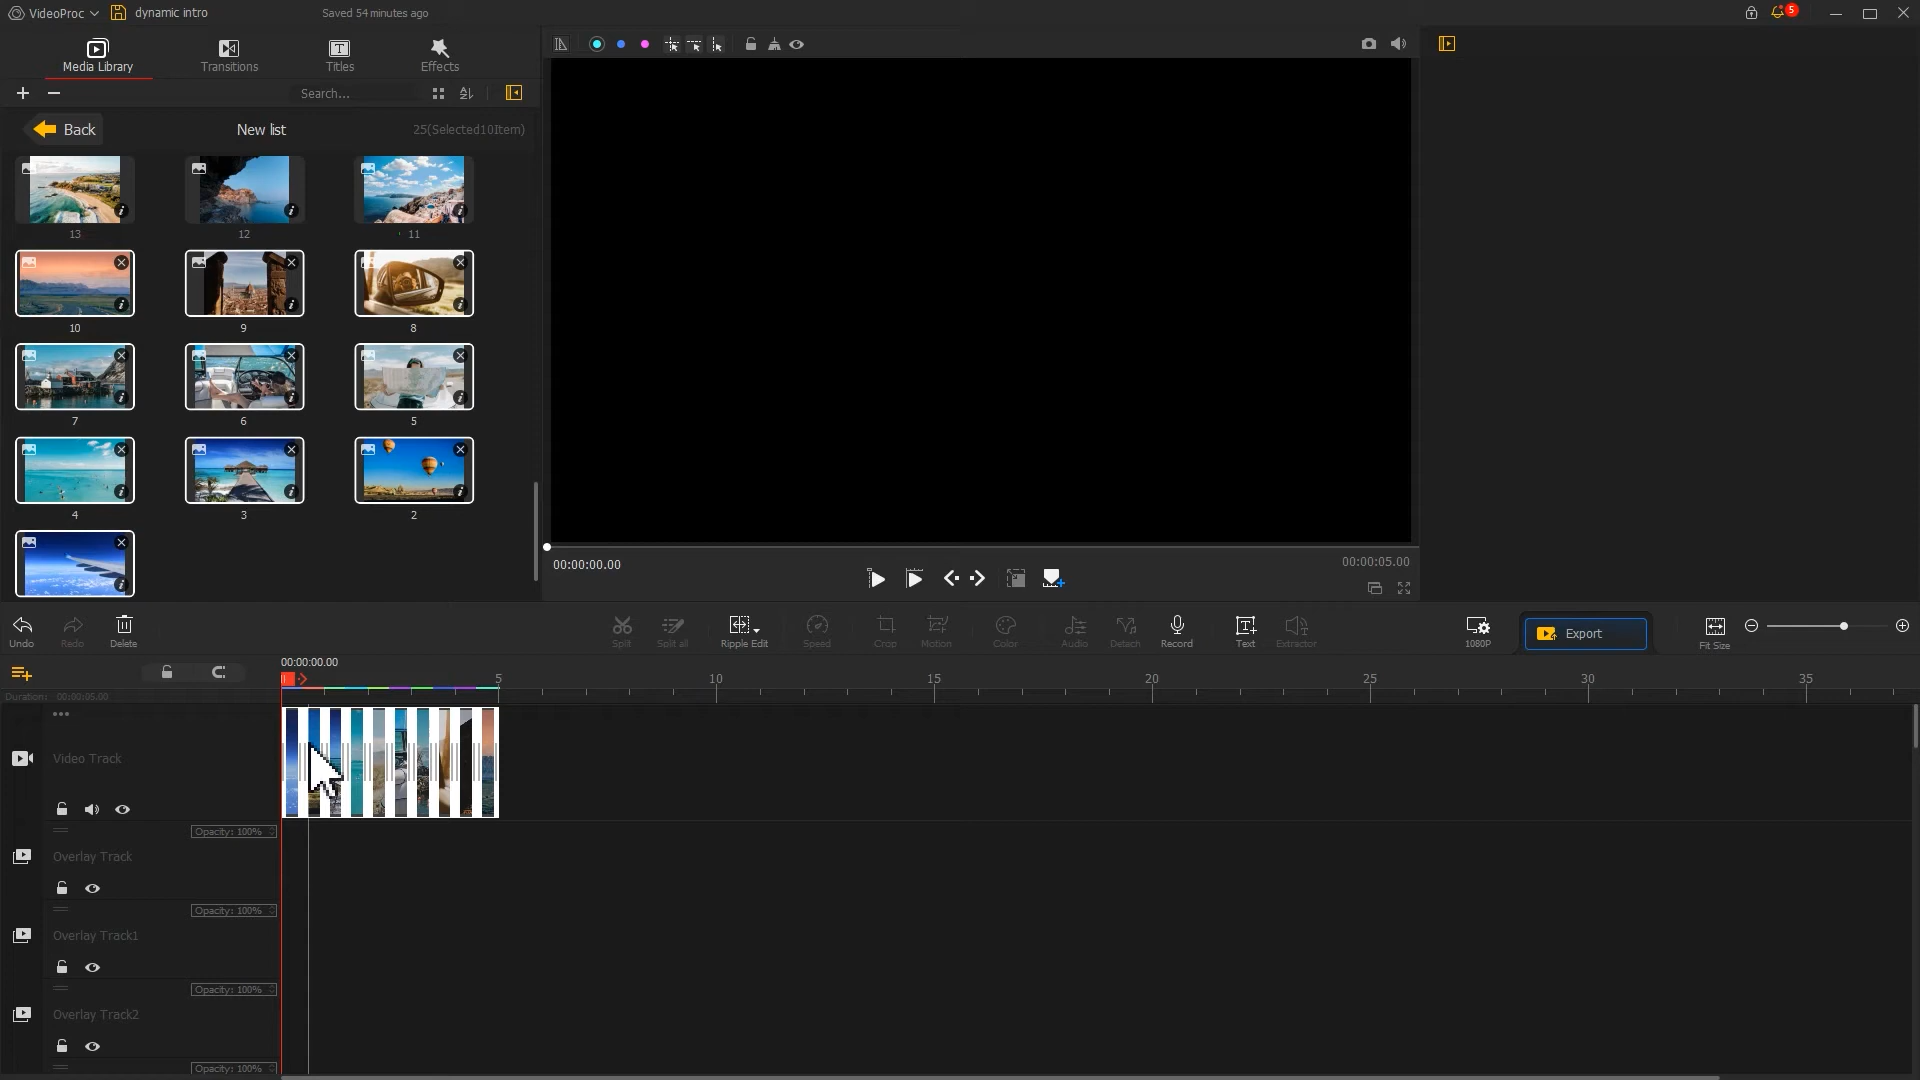 VideoProc
dynamic intro
Saved 54 minutes ago
5
Media Library
Transitions
Titles
Effects
Search...
Back
New list
25(Selected10Item)
13
12
11
10
9
8
7
6
5
4
3
2
00:00:00.00
00:00:05.00
Undo
Redo
Delete
Split
Split all
Ripple Edit
Speed
Crop
Motion
Color
Audio
Detach
Record
Text
Extractor
1080P
Export
Fit Size
00:00:00.00
5
10
15
20
25
30
35
Duration: 00:00:05.00
Video Track
Opacity: 100%
Overlay Track
Opacity: 100%
Overlay Track1
Opacity: 100%
Overlay Track2
Opacity: 100%